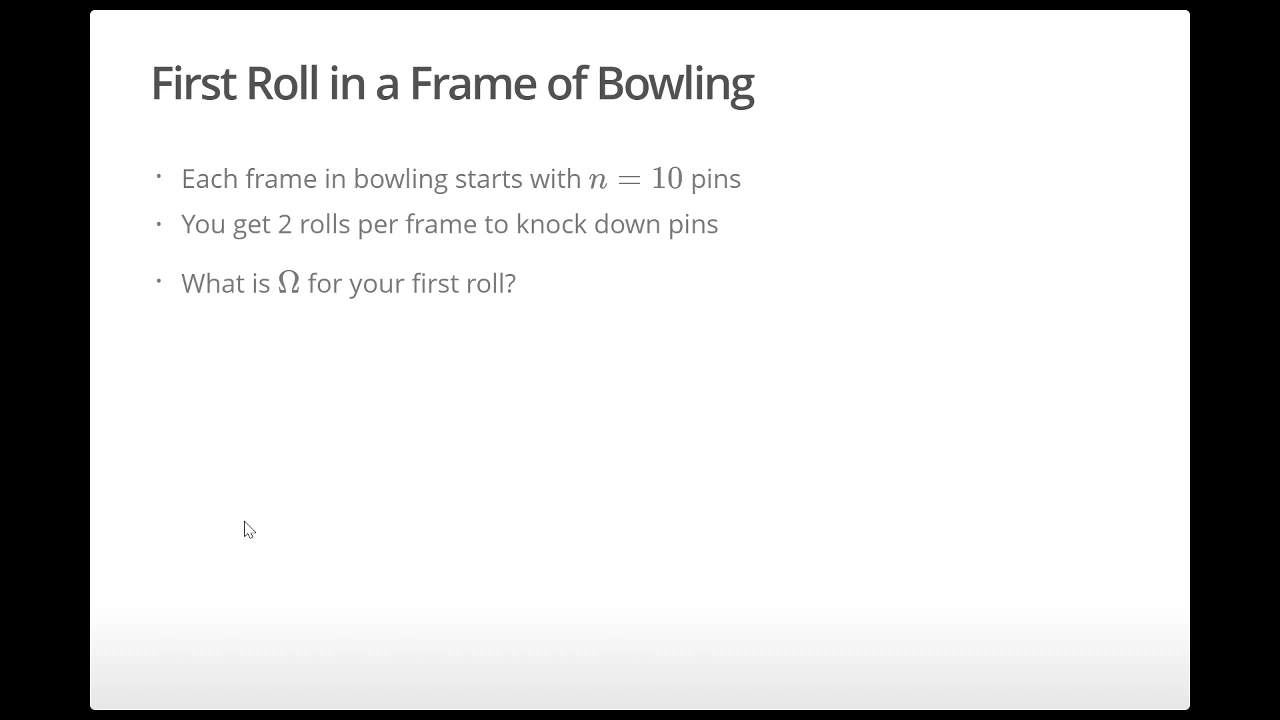 First Roll in a Frame of Bowling
· Each frame in bowling starts with n = 10 pins
· You get 2 rolls per frame to knock down pins
· What is Ω for your first roll?